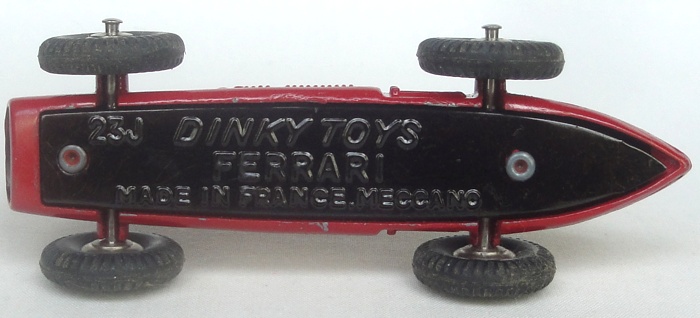 23J DINKY TOYS
FERRARI
MADE IN FRANCE.MECCANO